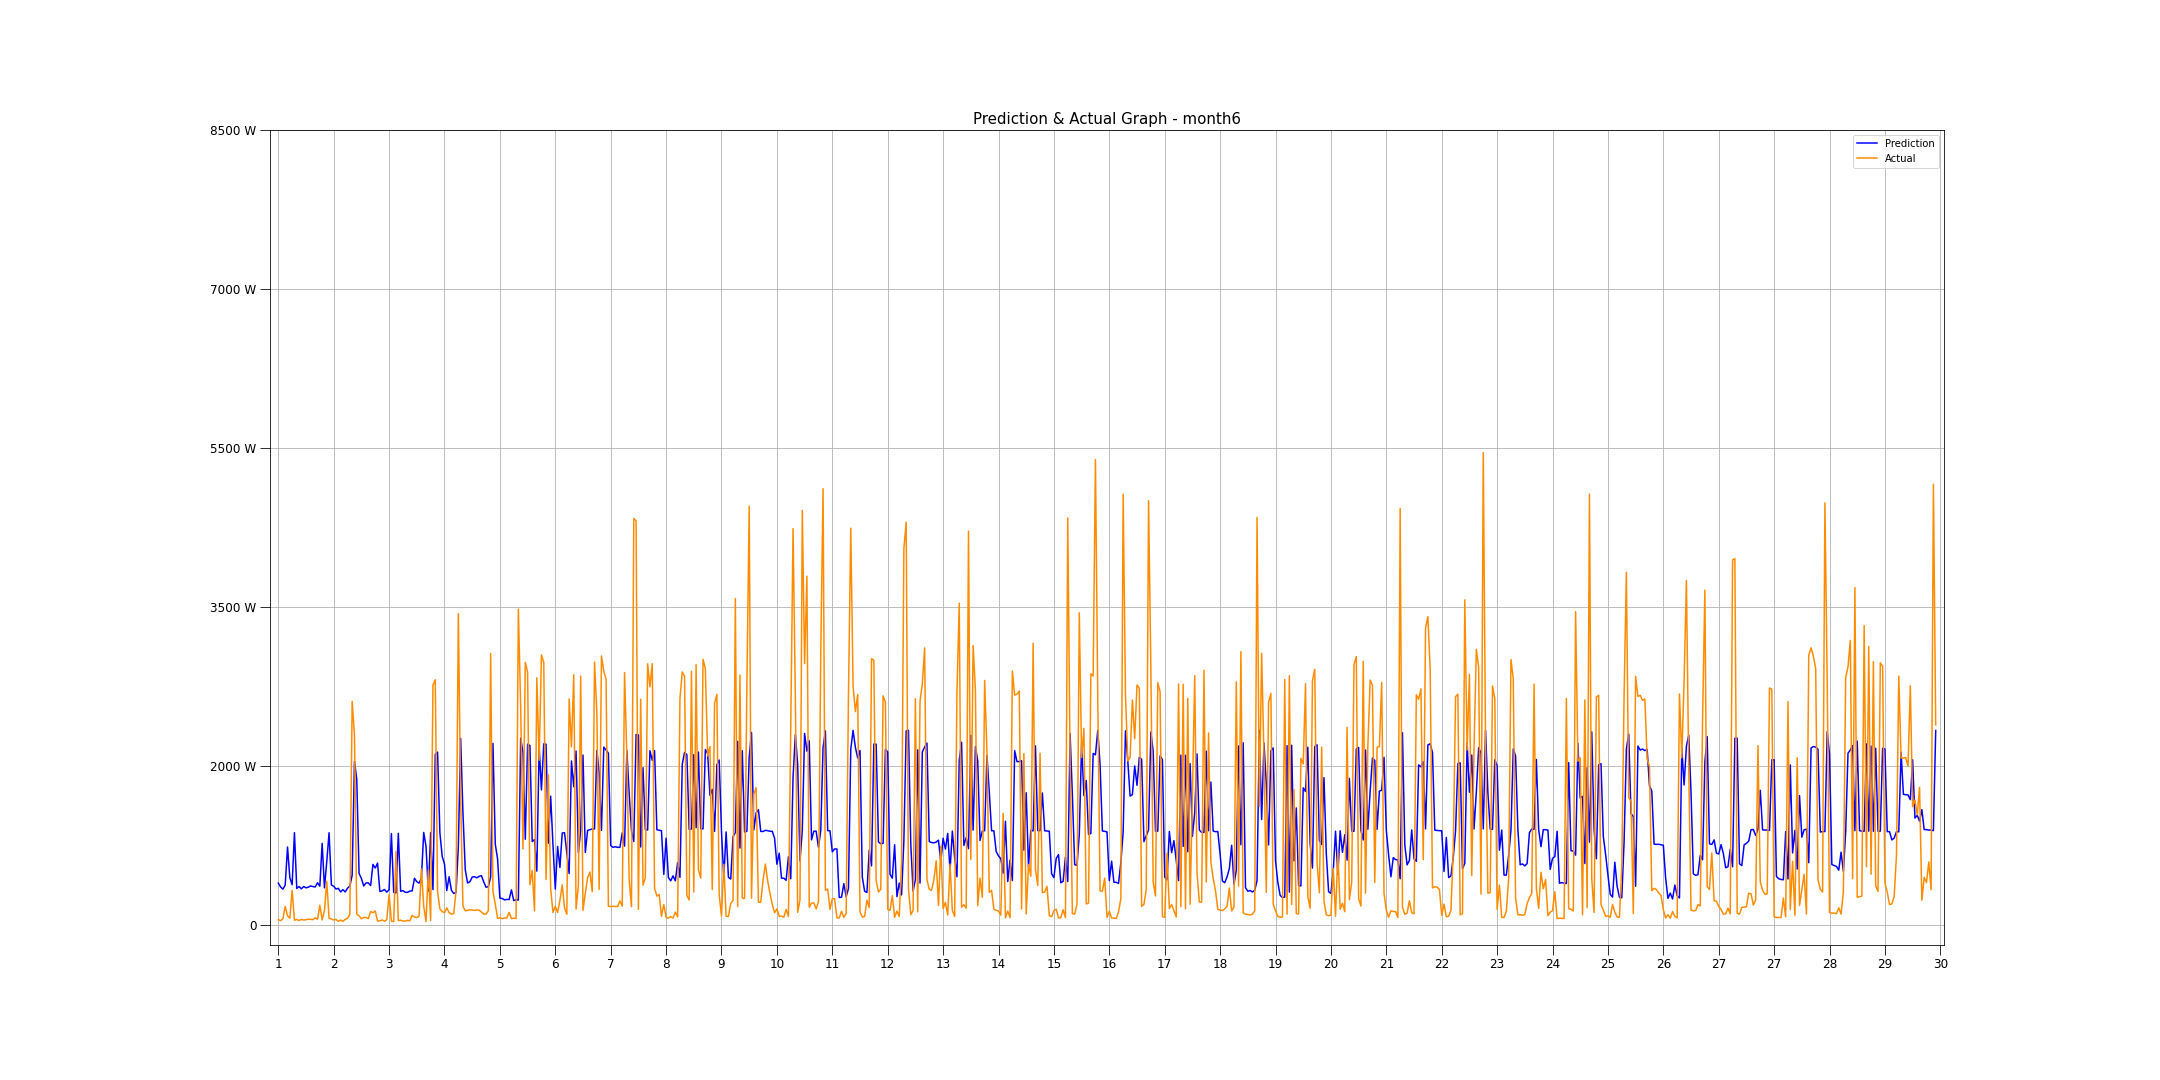 Prediction & Actual Graph - month6
8500 W
7000 W
5500 W
3500 W
2000 W
0
Prediction
Actual
1 2 3 4 5 6 7 8 9 10 11 12 13 14 15 16 17 18 19 20 21 22 23 24 25 26 27 27 28 29 30